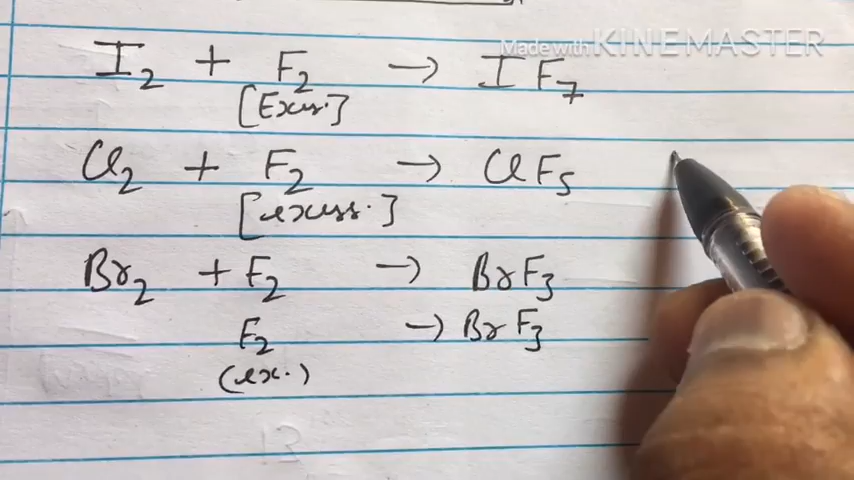 Made with KINEMASTER
I₂ + F₂ → IF₇
[Excess.]
Cl₂ + F₂ → ClF₅
[excess.]
Br₂ + F₂ → BrF₃
F₂ → BrF₃
(ex.)